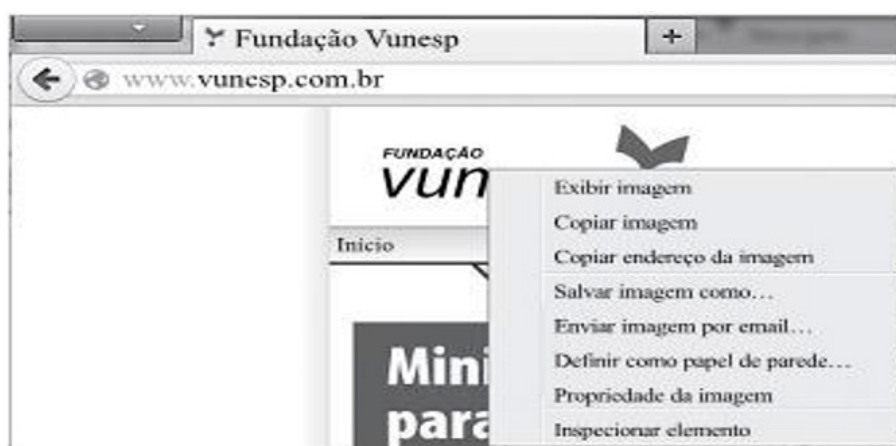 Fundação Vunesp
+
www.vunesp.com.br
FUNDAÇÃO
vun
Início
Exibir imagem
Copiar imagem
Copiar endereço da imagem
Salvar imagem como...
Enviar imagem por email...
Definir como papel de parede...
Propriedade da imagem
Inspecionar elemento
Mini
para